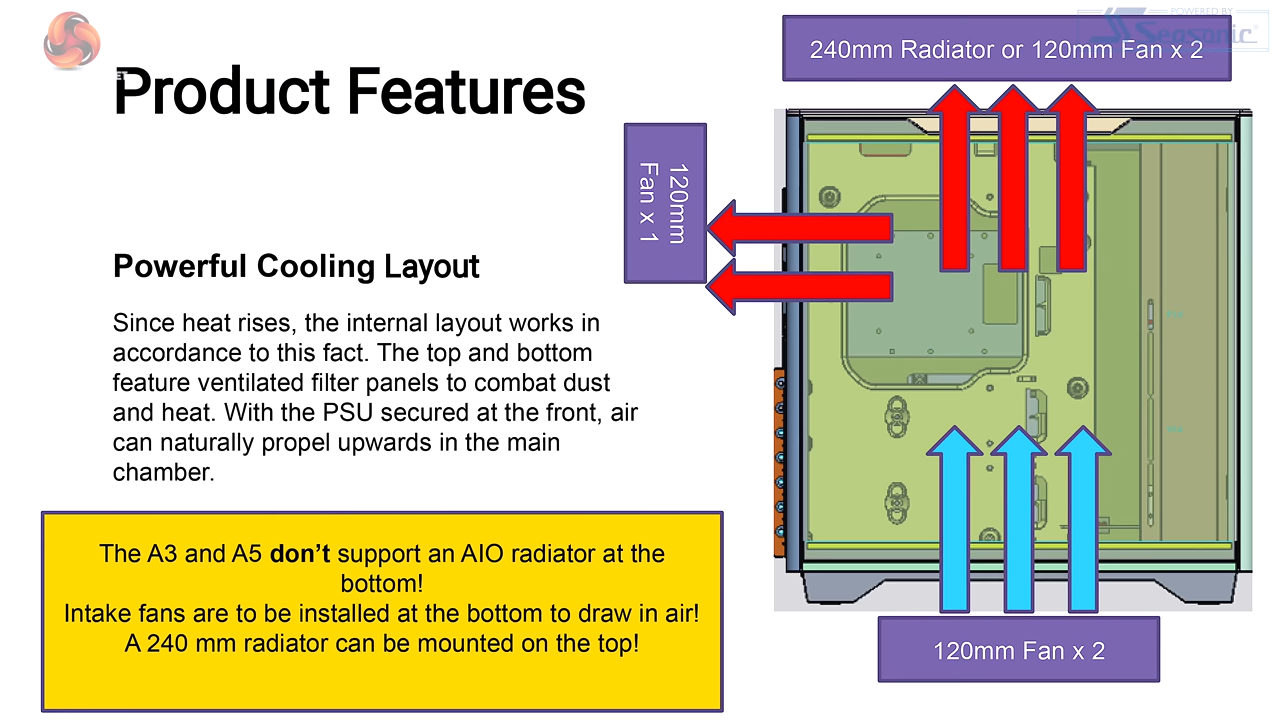 POWERED BY
Seasonic
240mm Radiator or 120mm Fan x 2
ET
Product Features
120mm
Fan x 1
Powerful Cooling Layout
Since heat rises, the internal layout works in
accordance to this fact. The top and bottom
feature ventilated filter panels to combat dust
and heat. With the PSU secured at the front, air
can naturally propel upwards in the main
chamber.
The A3 and A5 don’t support an AIO radiator at the
bottom!
Intake fans are to be installed at the bottom to draw in air!
A 240 mm radiator can be mounted on the top!
120mm Fan x 2